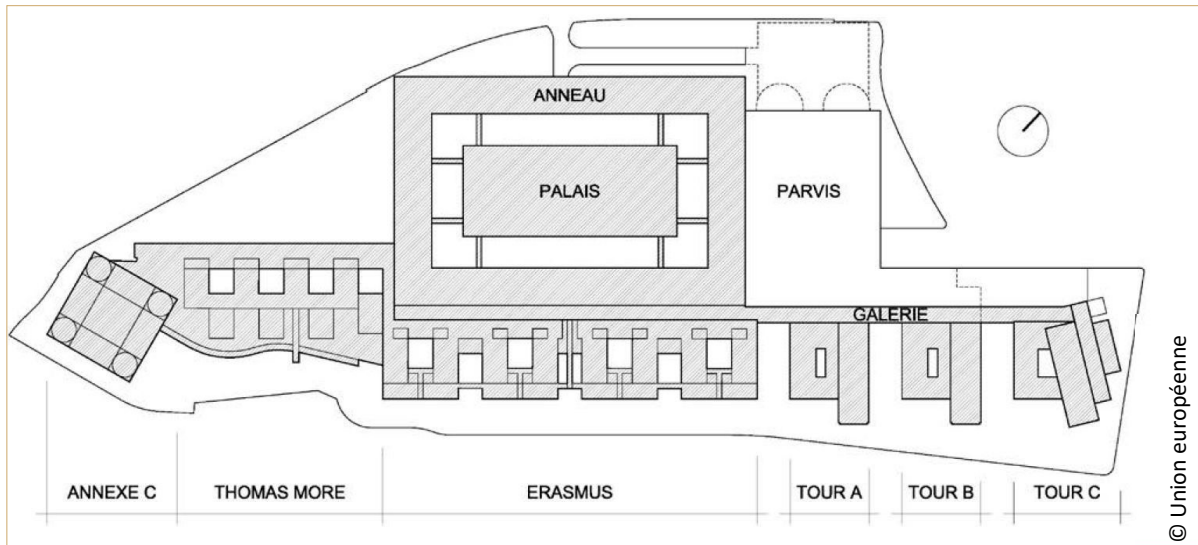 ANNEAU
PALAIS
PARVIS
GALERIE
ANNEXE C
THOMAS MORE
ERASMUS
TOUR A
TOUR B
TOUR C
© Union européenne